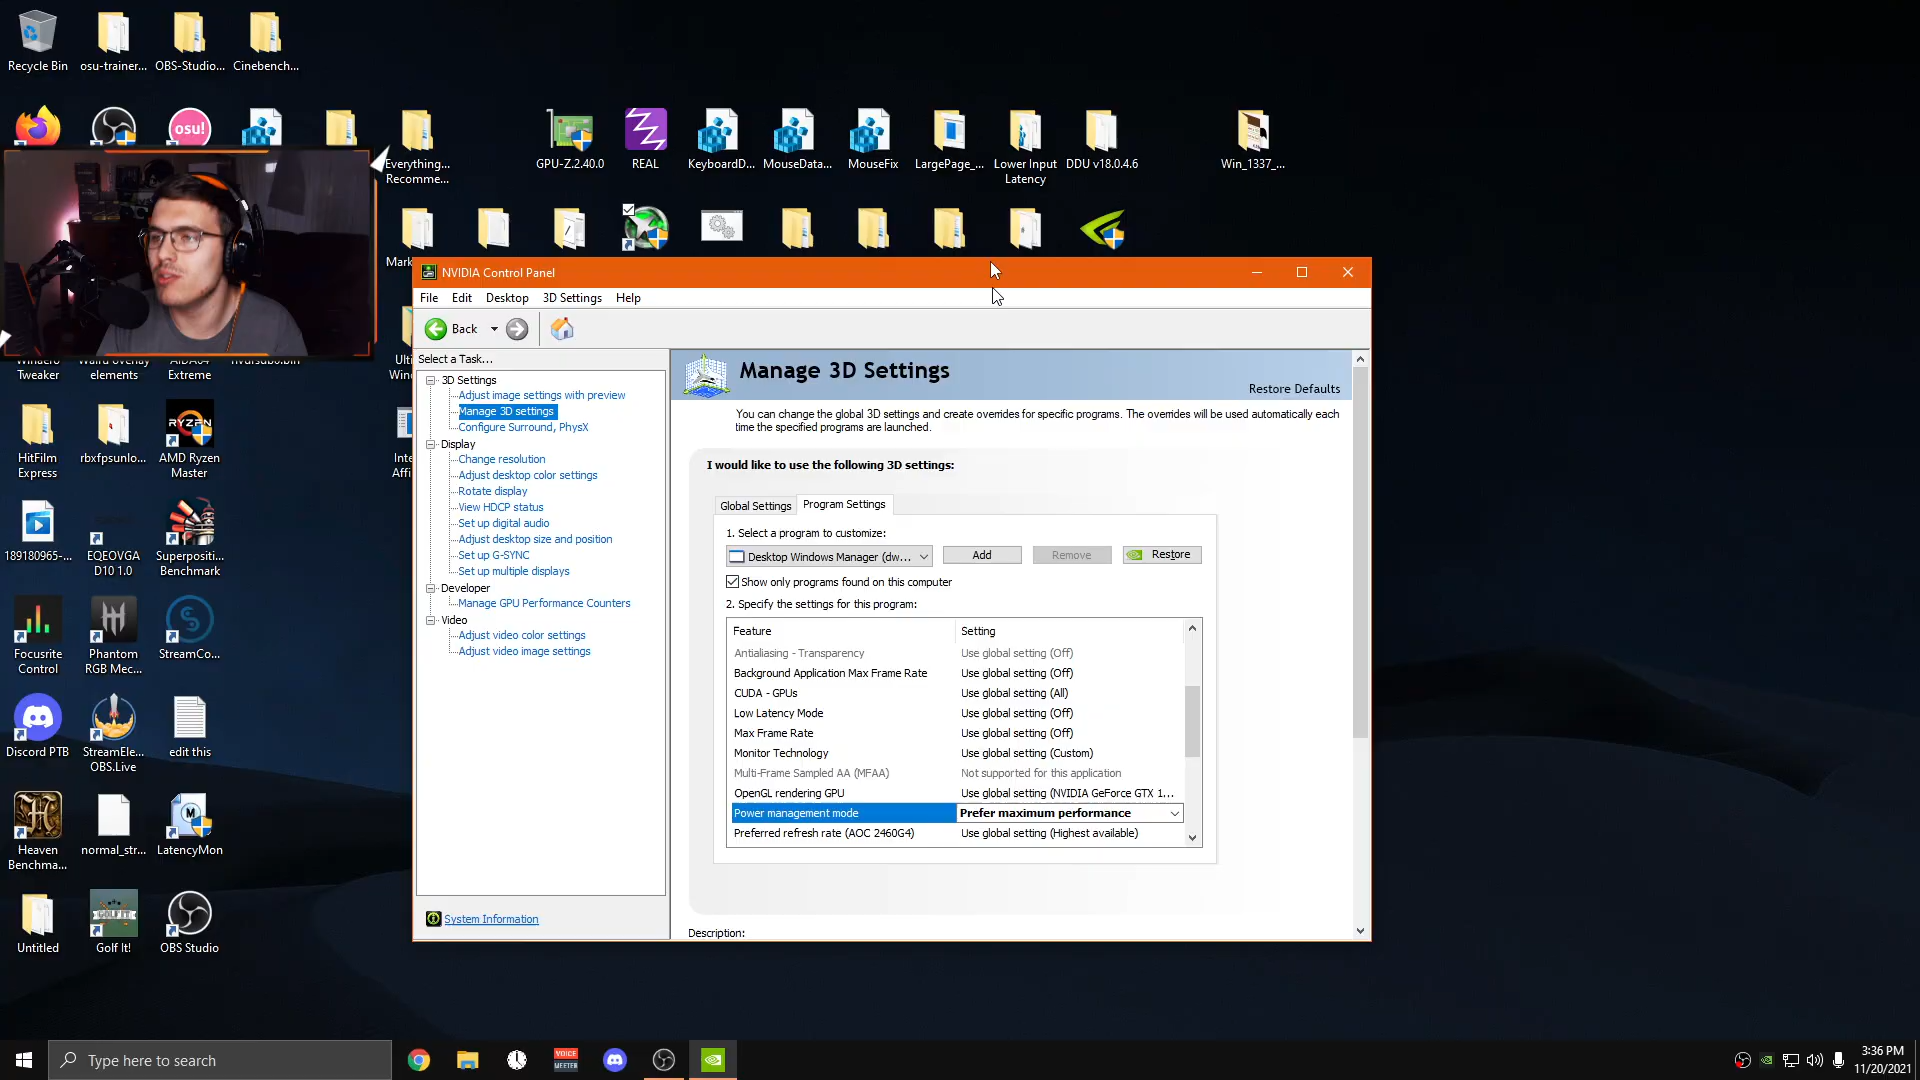 Recycle Bin
osu-trainer...
OBS-Studio...
Cinebench...
osu!
Everything...
Recomme...
GPU-Z.2.40.0
REAL
KeyboardD...
MouseData...
MouseFix
LargePage_...
Lower Input
Latency
DDU v18.0.4.6
Win_1337_...
Mark
NVIDIA Control Panel
File
Edit
Desktop
3D Settings
Help
Back
Select a Task...
3D Settings
Adjust image settings with preview
Manage 3D settings
Configure Surround, PhysX
Display
Change resolution
Adjust desktop color settings
Rotate display
View HDCP status
Set up digital audio
Adjust desktop size and position
Set up G-SYNC
Set up multiple displays
Developer
Manage GPU Performance Counters
Video
Adjust video color settings
Adjust video image settings
System Information
Manage 3D Settings
Restore Defaults
You can change the global 3D settings and create overrides for specific programs. The overrides will be used automatically each
time the specified programs are launched.
I would like to use the following 3D settings:
Global Settings
Program Settings
1. Select a program to customize:
Desktop Windows Manager (dw...
Add
Remove
Restore
Show only programs found on this computer
2. Specify the settings for this program:
Feature
Setting
Antialiasing - Transparency
Use global setting (Off)
Background Application Max Frame Rate
Use global setting (Off)
CUDA - GPUs
Use global setting (All)
Low Latency Mode
Use global setting (Off)
Max Frame Rate
Use global setting (Off)
Monitor Technology
Use global setting (Custom)
Multi-Frame Sampled AA (MFAA)
Not supported for this application
OpenGL rendering GPU
Use global setting (NVIDIA GeForce GTX 1...
Power management mode
Prefer maximum performance
Preferred refresh rate (AOC 2460G4)
Use global setting (Highest available)
Description:
Tweaker
elements
AIDA64
Extreme
Ulti
Win
HitFilm
Express
rbxfpsunlo...
RYZEN
AMD Ryzen
Master
Inte
Affi
189180965-...
EQEOVGA
D10 1.0
Superpositi...
Benchmark
Focusrite
Control
Phantom
RGB Mec...
StreamCo...
Discord PTB
StreamEle...
OBS.Live
edit this
Heaven
Benchma...
normal_str...
LatencyMon
Untitled
GOLF IT!
Golf It!
OBS Studio
Type here to search
VOICE
MEETER
3:36 PM
11/20/2021